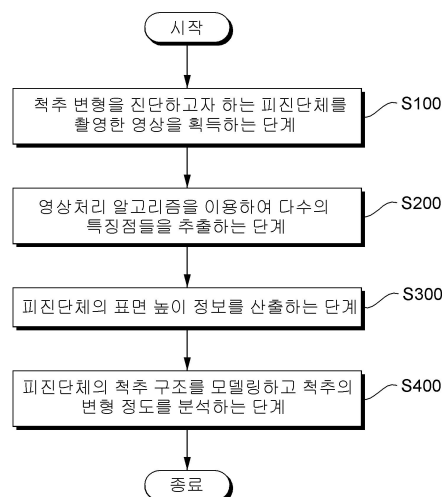 시작
척추 변형을 진단하고자 하는 피진단체를
촬영한 영상을 획득하는 단계
S100
영상처리 알고리즘을 이용하여 다수의
특징점들을 추출하는 단계
S200
피진단체의 표면 높이 정보를 산출하는 단계
S300
피진단체의 척추 구조를 모델링하고 척추의
변형 정도를 분석하는 단계
S400
종료